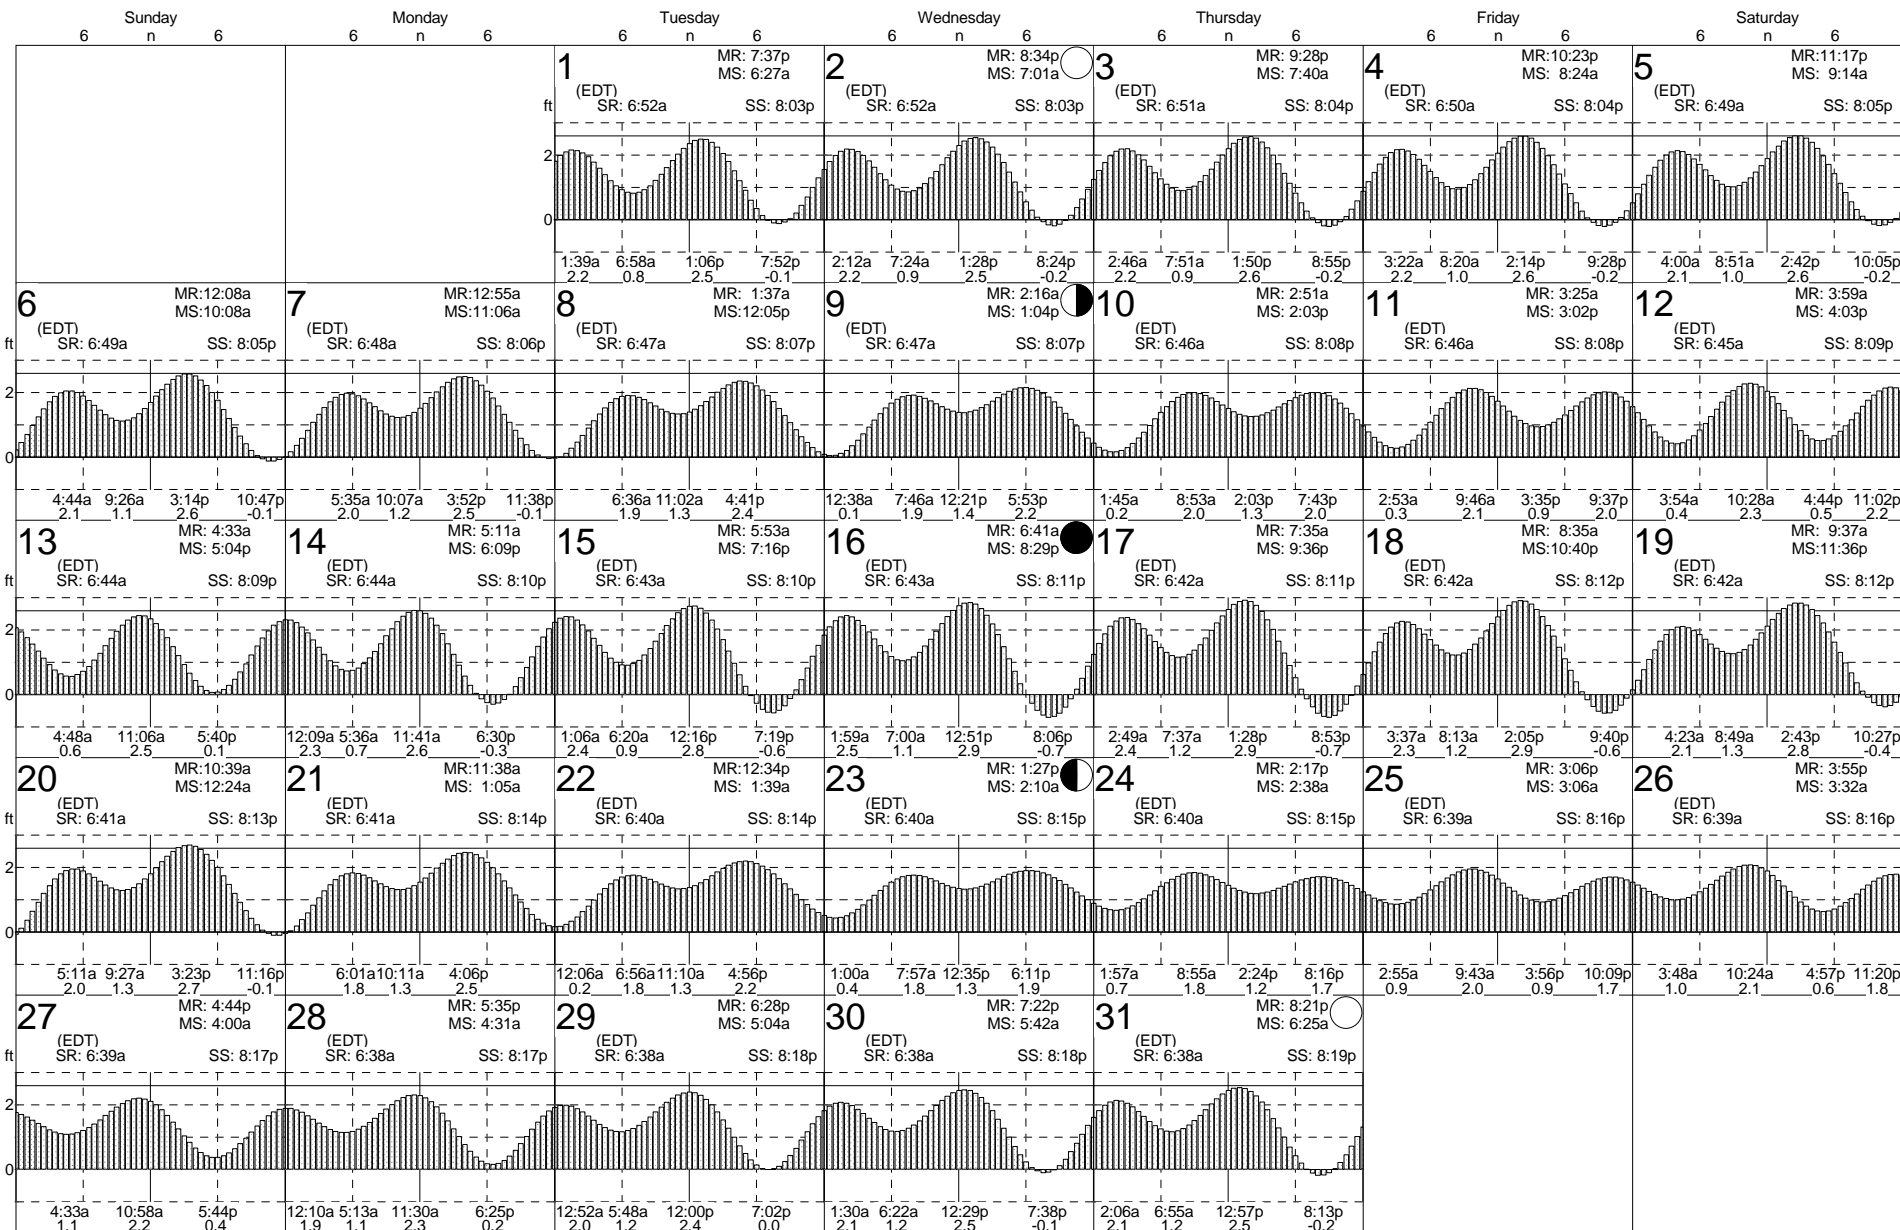 Sunday Monday Tuesday Wednesday Thursday Friday Saturday
6 n 6 6 n 6 6 n 6 6 n 6 6 n 6 6 n 6 6 n 6
1 MR: 7:37p 2 MR: 8:34p 3 MR: 9:28p 4 MR:10:23p 5 MR:11:17p
MS: 6:27a MS: 7:01a MS: 7:40a MS: 8:24a MS: 9:14a
(EDT) (EDT) (EDT) (EDT) (EDT)
ft SR: 6:52a SS: 8:03p SR: 6:52a SS: 8:03p SR: 6:51a SS: 8:04p SR: 6:50a SS: 8:04p SR: 6:49a SS: 8:05p
2
0
1:39a 6:58a 1:06p 7:52p 2:12a 7:24a 1:28p 8:24p 2:46a 7:51a 1:50p 8:55p 3:22a 8:20a 2:14p 9:28p 4:00a 8:51a 2:42p 10:05p
2.2 0.8 2.5 -0.1 2.2 0.9 2.5 -0.2 2.2 0.9 2.6 -0.2 2.2 1.0 2.6 -0.2 2.1 1.0 2.6 -0.2
6 MR:12:08a 7 MR:12:55a 8 MR: 1:37a 9 MR: 2:16a 10 MR: 2:51a 11 MR: 3:25a 12 MR: 3:59a
MS:10:08a MS:11:06a MS:12:05p MS: 1:04p MS: 2:03p MS: 3:02p MS: 4:03p
(EDT) (EDT) (EDT) (EDT) (EDT) (EDT) (EDT)
ft SR: 6:49a SS: 8:05p SR: 6:48a SS: 8:06p SR: 6:47a SS: 8:07p SR: 6:47a SS: 8:07p SR: 6:46a SS: 8:08p SR: 6:46a SS: 8:08p SR: 6:45a SS: 8:09p
2
0
4:44a 9:26a 3:14p 10:47p 5:35a 10:07a 3:52p 11:38p 6:36a 11:02a 4:41p 12:38a 7:46a 12:21p 5:53p 1:45a 8:53a 2:03p 7:43p 2:53a 9:46a 3:35p 9:37p 3:54a 10:28a 4:44p 11:02p
2.1 1.1 2.6 -0.1 2.0 1.2 2.5 -0.1 1.9 1.3 2.4 0.1 1.9 1.4 2.2 0.2 2.0 1.3 2.0 0.3 2.1 0.9 2.0 0.4 2.3 0.5 2.2
13 MR: 4:33a 14 MR: 5:11a 15 MR: 5:53a 16 MR: 6:41a 17 MR: 7:35a 18 MR: 8:35a 19 MR: 9:37a
MS: 5:04p MS: 6:09p MS: 7:16p MS: 8:29p MS: 9:36p MS:10:40p MS:11:36p
(EDT) (EDT) (EDT) (EDT) (EDT) (EDT) (EDT)
ft SR: 6:44a SS: 8:09p SR: 6:44a SS: 8:10p SR: 6:43a SS: 8:10p SR: 6:43a SS: 8:11p SR: 6:42a SS: 8:11p SR: 6:42a SS: 8:12p SR: 6:42a SS: 8:12p
2
0
4:48a 11:06a 5:40p 12:09a 5:36a 11:41a 6:30p 1:06a 6:20a 12:16p 7:19p 1:59a 7:00a 12:51p 8:06p 2:49a 7:37a 1:28p 8:53p 3:37a 8:13a 2:05p 9:40p 4:23a 8:49a 2:43p 10:27p
0.6 2.5 0.1 2.3 0.7 2.6 -0.3 2.4 0.9 2.8 -0.6 2.5 1.1 2.9 -0.7 2.4 1.2 2.9 -0.7 2.3 1.2 2.9 -0.6 2.1 1.3 2.8 -0.4
20 MR:10:39a 21 MR:11:38a 22 MR:12:34p 23 MR: 1:27p 24 MR: 2:17p 25 MR: 3:06p 26 MR: 3:55p
MS:12:24a MS: 1:05a MS: 1:39a MS: 2:10a MS: 2:38a MS: 3:06a MS: 3:32a
(EDT) (EDT) (EDT) (EDT) (EDT) (EDT) (EDT)
ft SR: 6:41a SS: 8:13p SR: 6:41a SS: 8:14p SR: 6:40a SS: 8:14p SR: 6:40a SS: 8:15p SR: 6:40a SS: 8:15p SR: 6:39a SS: 8:16p SR: 6:39a SS: 8:16p
2
0
5:11a 9:27a 3:23p 11:16p 6:01a 10:11a 4:06p 12:06a 6:56a 11:10a 4:56p 1:00a 7:57a 12:35p 6:11p 1:57a 8:55a 2:24p 8:16p 2:55a 9:43a 3:56p 10:09p 3:48a 10:24a 4:57p 11:20p
2.0 1.3 2.7 -0.1 1.8 1.3 2.5 0.2 1.8 1.3 2.2 0.4 1.8 1.3 1.9 0.7 1.8 1.2 1.7 0.9 2.0 0.9 1.7 1.0 2.1 0.6 1.8
27 MR: 4:44p 28 MR: 5:35p 29 MR: 6:28p 30 MR: 7:22p 31 MR: 8:21p
MS: 4:00a MS: 4:31a MS: 5:04a MS: 5:42a MS: 6:25a
(EDT) (EDT) (EDT) (EDT) (EDT)
ft SR: 6:39a SS: 8:17p SR: 6:38a SS: 8:17p SR: 6:38a SS: 8:18p SR: 6:38a SS: 8:18p SR: 6:38a SS: 8:19p
2
0
4:33a 10:58a 5:44p 12:10a 5:13a 11:30a 6:25p 12:52a 5:48a 12:00p 7:02p 1:30a 6:22a 12:29p 7:38p 2:06a 6:55a 12:57p 8:13p
1.1 2.2 0.4 1.9 1.1 2.3 0.2 2.0 1.2 2.4 0.0 2.1 1.2 2.5 -0.1 2.1 1.2 2.5 -0.2